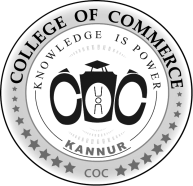 COLLEGE OF COMMERCE
KNOWLEDGE IS POWER
COC
KANNUR
COC